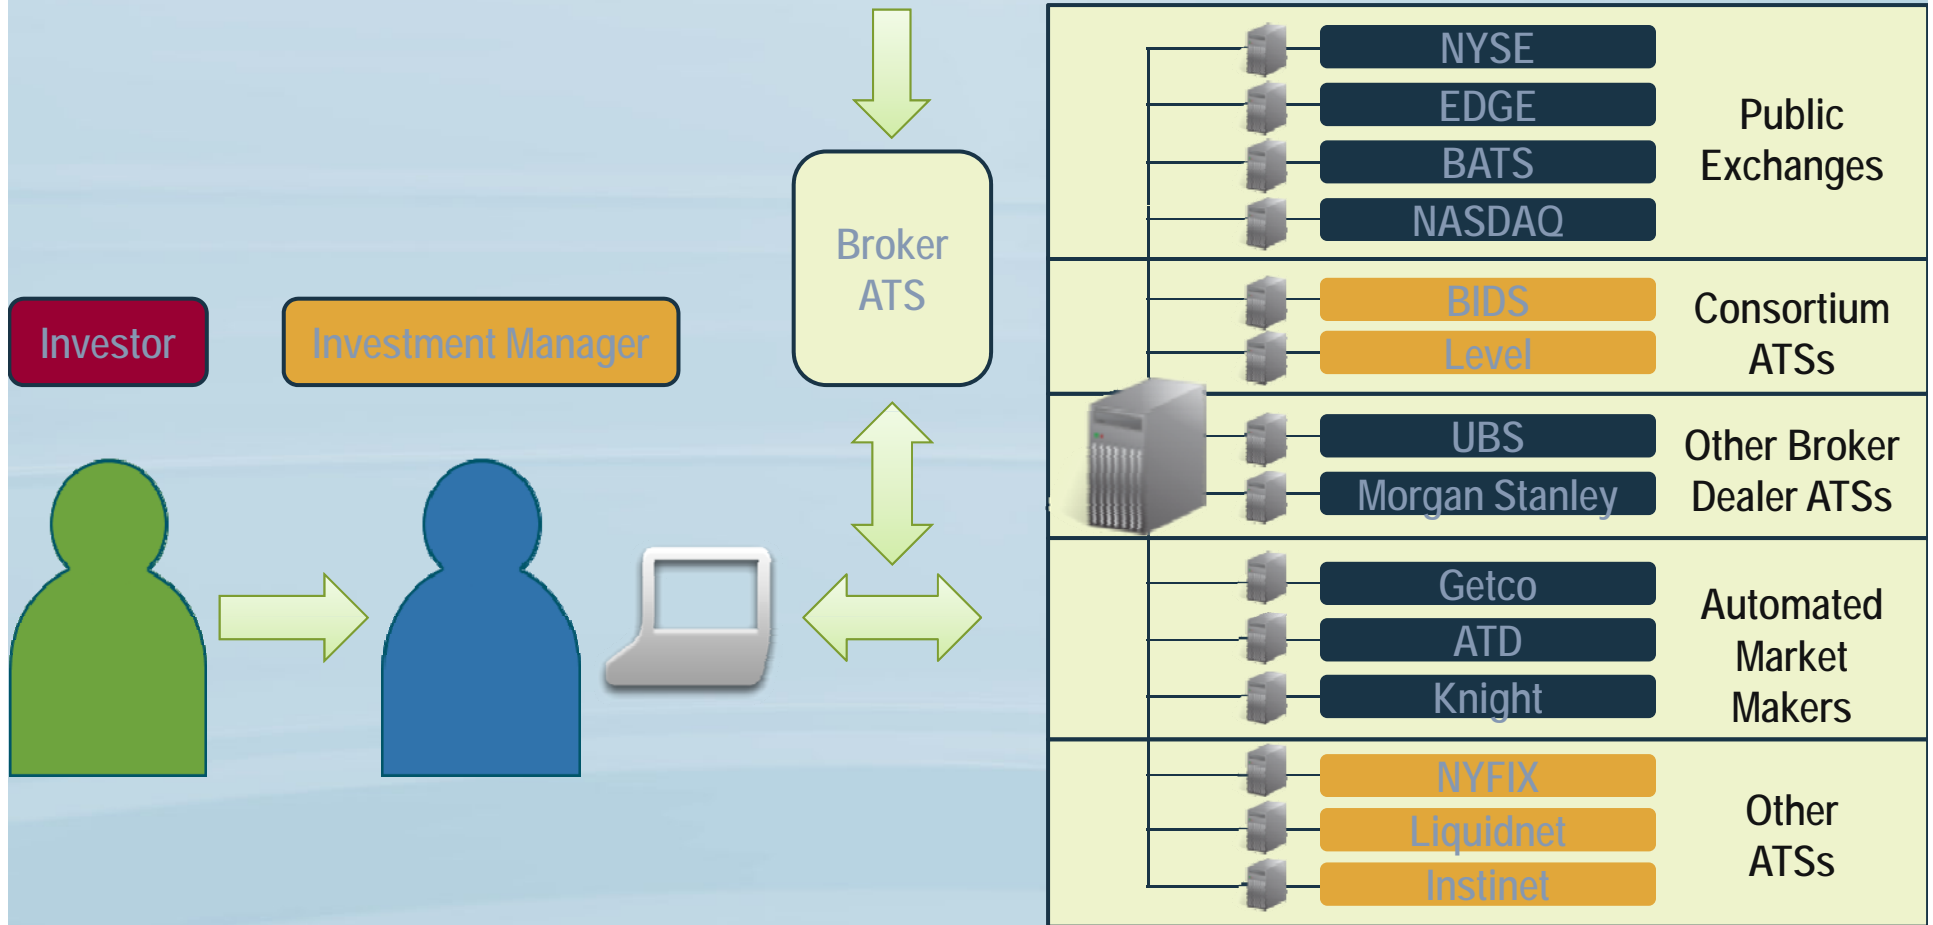 Investor
Investment Manager
Broker
ATS
NYSE
EDGE
BATS
NASDAQ
Public
Exchanges
BIDS
Level
Consortium
ATSs
UBS
Morgan Stanley
Other Broker
Dealer ATSs
Getco
ATD
Knight
Automated
Market
Makers
NYFIX
Liquidnet
Instinet
Other
ATSs